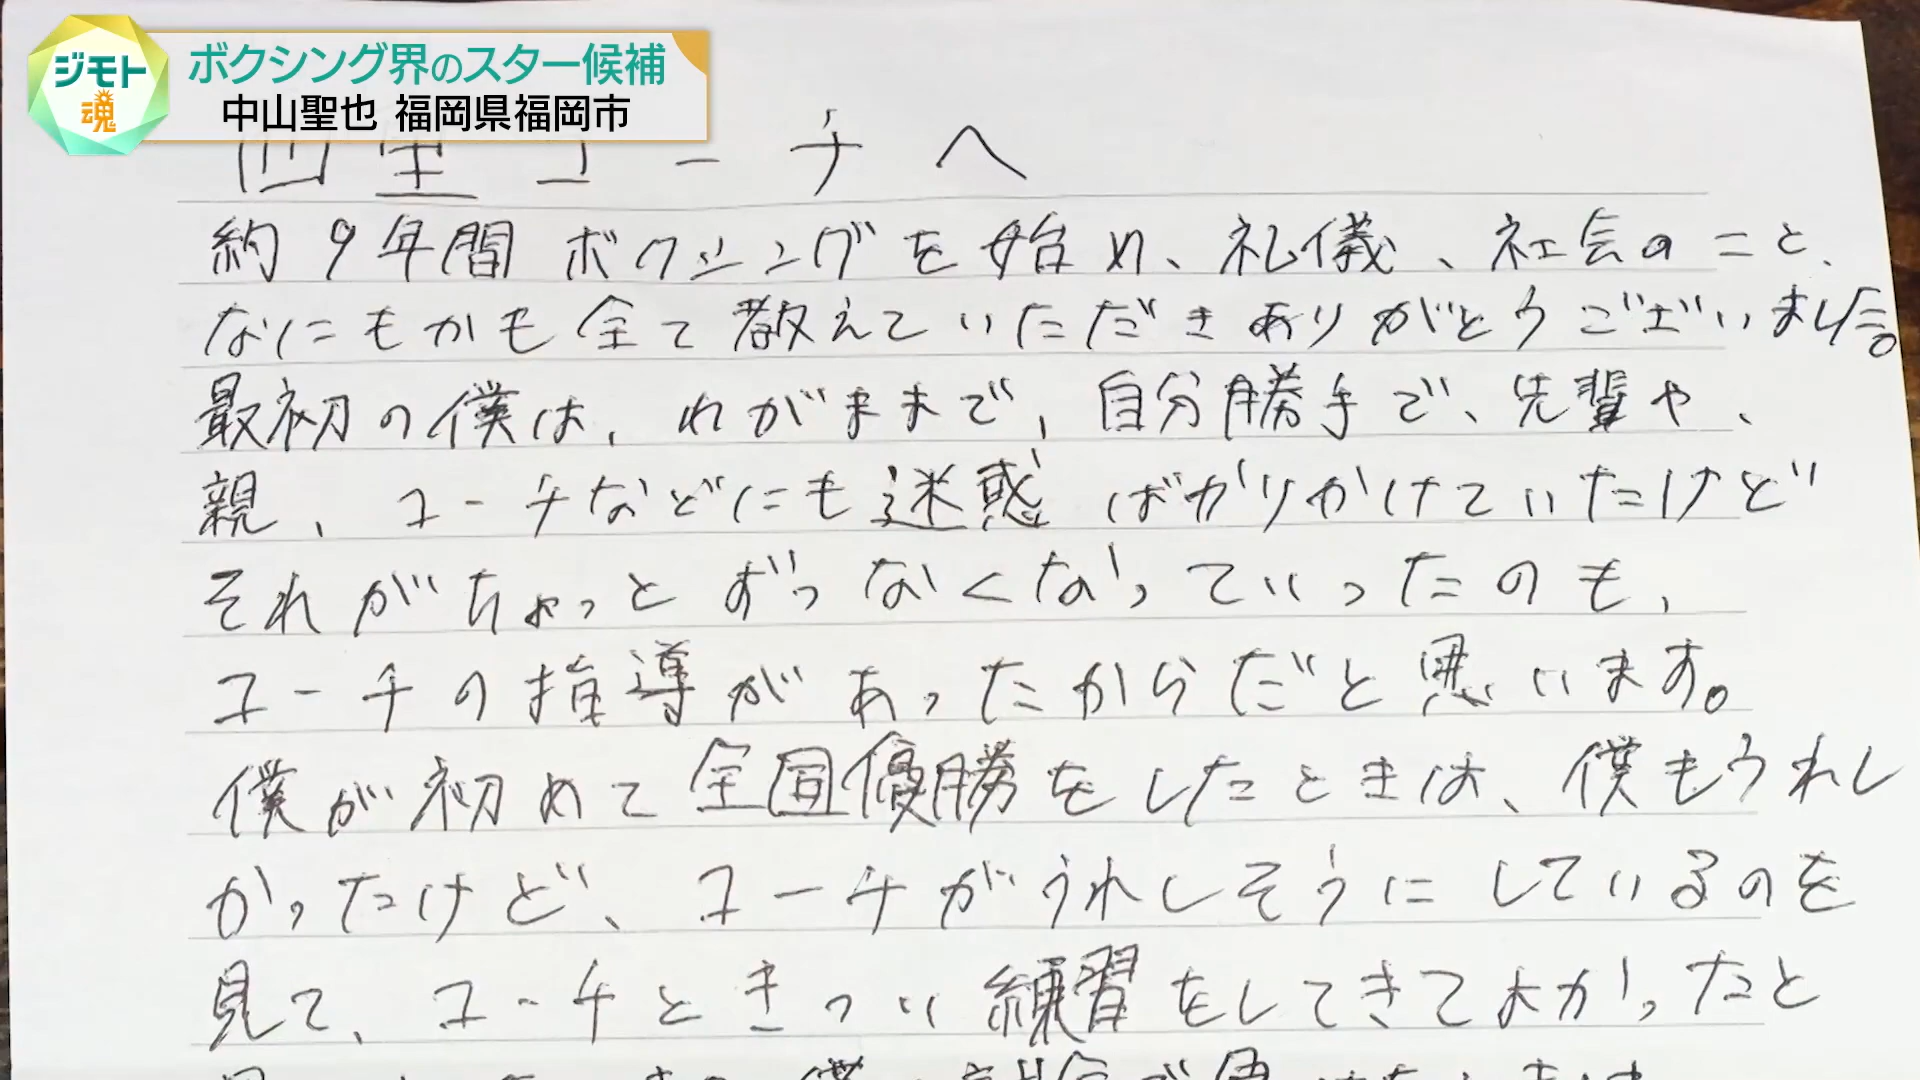 ジモト魂
ボクシング界のスター候補
中山聖也 福岡県福岡市
コーチへ
約9年間ボクシングを始め、礼儀、社会のこと、
なにもかも全て教えていただきありがとうございました。
最初の僕は、わがままで、自分勝手で、先輩や、
親、コーチなどにも迷惑ばかりかけていたけど
それがちょっとずつなくなっていったのも、
コーチの指導があったからだと思います。
僕が初めて全国優勝をしたときは、僕もうれし
かったけど、コーチがうれしそうにしているのを
見て、コーチときつい練習をしてきてよかったと